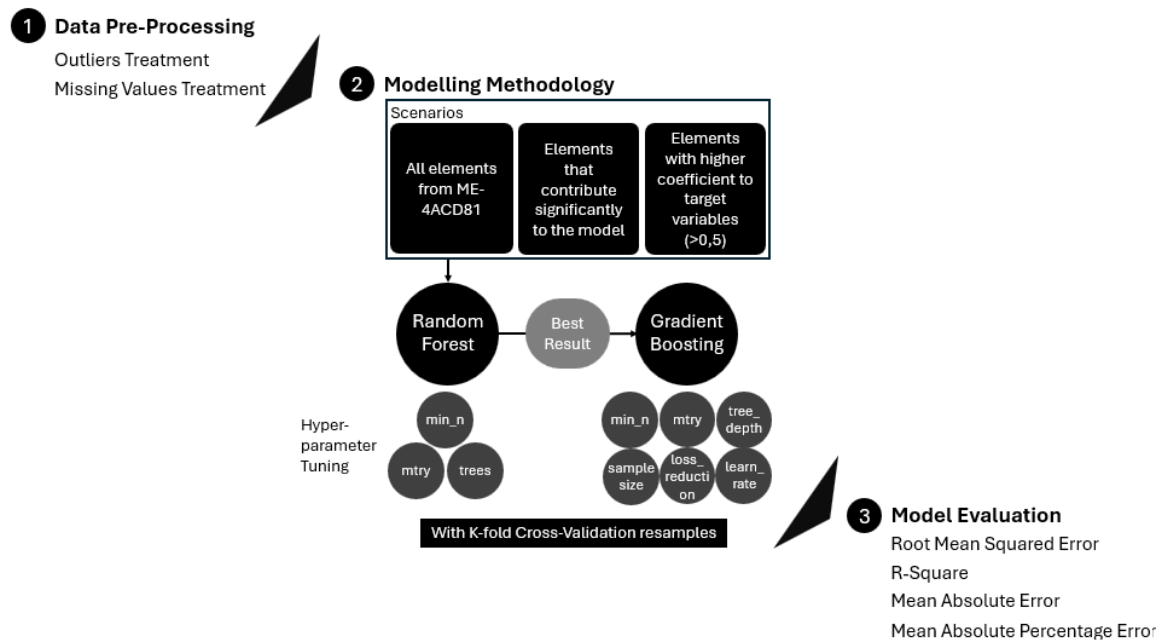 1 Data Pre-Processing
Outliers Treatment
Missing Values Treatment
2 Modelling Methodology
Scenarios
All elements
from ME-
4ACD81
Elements
that
contribute
significantly
to the model
Elements
with higher
coefficient to
target
variables
(>0,5)
Random
Forest
Best
Result
Gradient
Boosting
Hyper-
parameter
Tuning
min_n
mtry
trees
min_n
mtry
tree_
depth
sample
size
loss_
reducti
on
learn_
rate
With K-fold Cross-Validation resamples
3 Model Evaluation
Root Mean Squared Error
R-Square
Mean Absolute Error
Mean Absolute Percentage Error